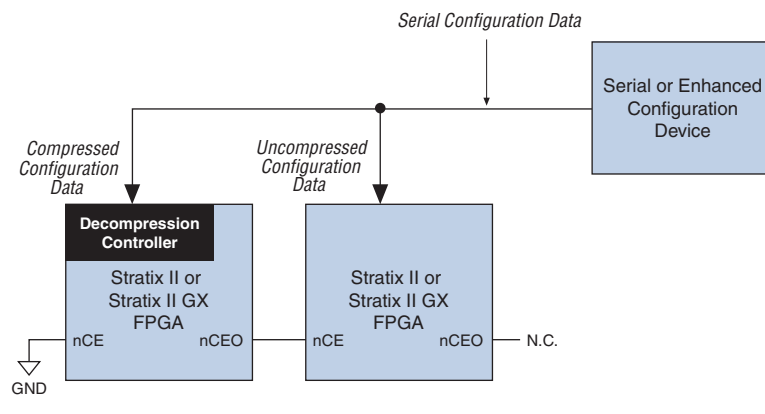 Serial Configuration Data
Serial or Enhanced
Configuration
Device
Compressed
Configuration
Data
Uncompressed
Configuration
Data
Decompression
Controller
Stratix II or
Stratix II GX
FPGA
nCE
nCEO
Stratix II or
Stratix II GX
FPGA
nCE
nCEO
N.C.
GND